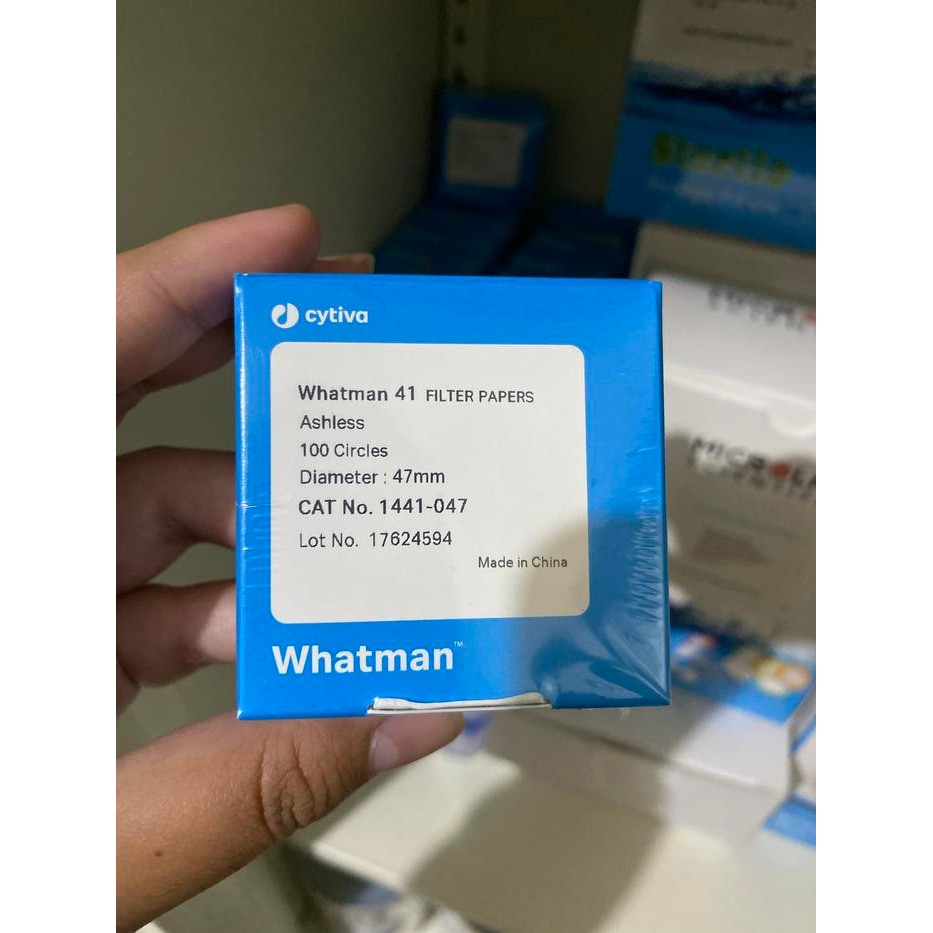 cytiva
Whatman 41 FILTER PAPERS
Ashless
100 Circles
Diameter : 47mm
CAT No. 1441-047
Lot No. 17624594
Made in China
Whatman™
Sterile